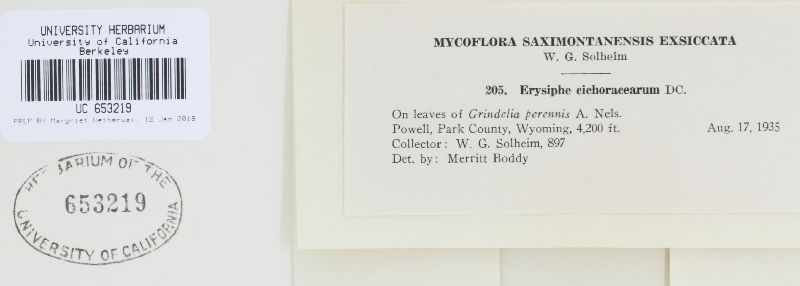 UNIVERSITY HERBARIUM
University of California
Berkeley
UC 653219
PREP BY Margriet Wetherwax, 12 Jan 2018
HERBARIUM OF THE
653219
UNIVERSITY OF CALIFORNIA
MYCOFLORA SAXIMONTANENSIS EXSICCATA
W. G. Solheim
205. Erysiphe cichoracearum DC.
On leaves of Grindelia perennis A. Nels.
Powell, Park County, Wyoming, 4,200 ft. Aug. 17, 1935
Collector: W. G. Solheim, 897
Det. by: Merritt Boddy